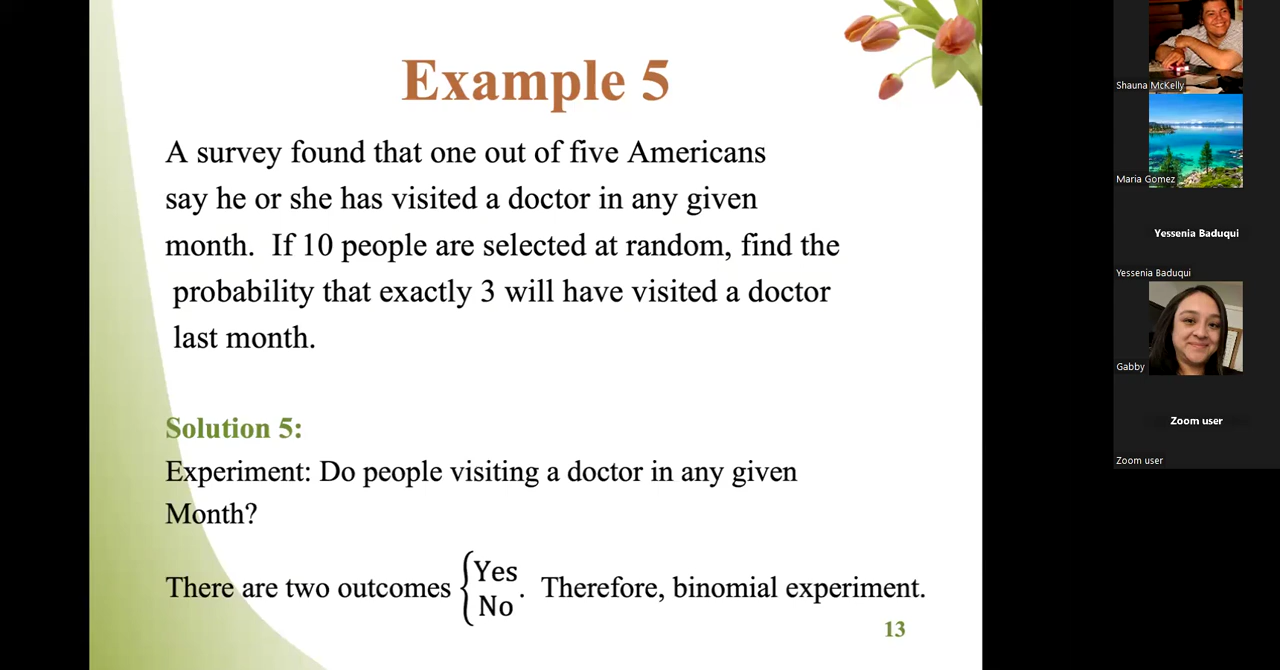 Example 5
A survey found that one out of five Americans
say he or she has visited a doctor in any given
month. If 10 people are selected at random, find the
probability that exactly 3 will have visited a doctor
last month.
Solution 5:
Experiment: Do people visiting a doctor in any given
Month?
There are two outcomes { Yes
No . Therefore, binomial experiment.
13
Shauna McKelly
Maria Gomez
Yessenia Baduqui
Yessenia Baduqui
Gabby
Zoom user
Zoom user